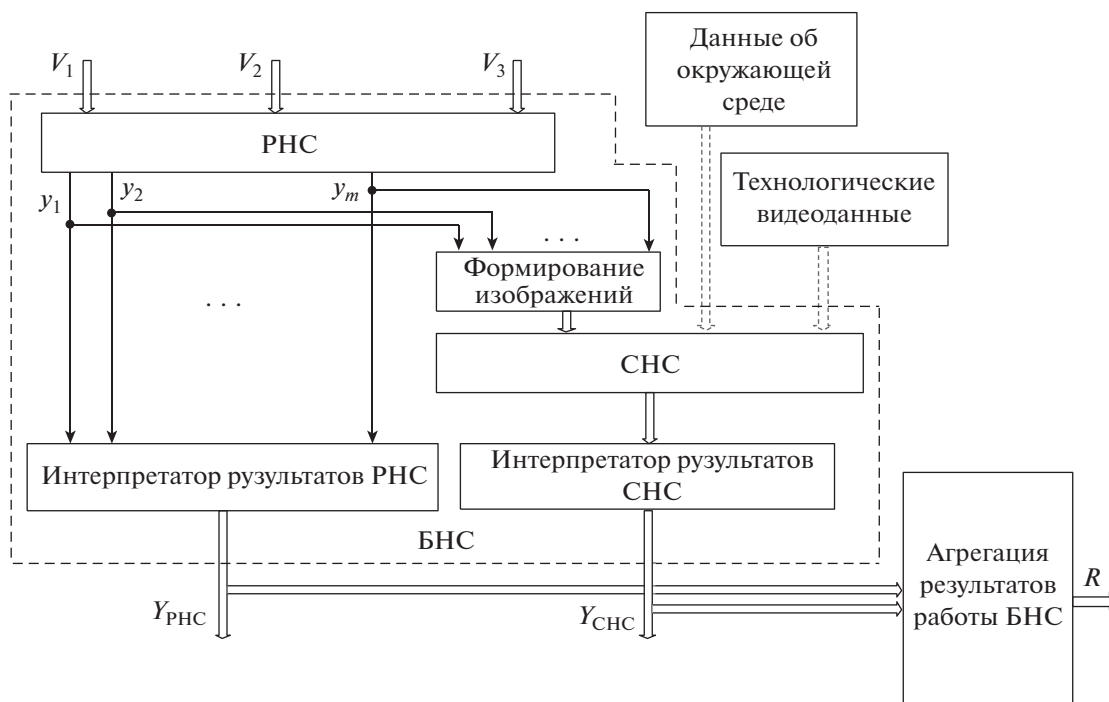 V1
V2
V3
Данные об
окружающей
среде
РНС
Технологические
видеоданные
y1
y2
ym
. . .
Формирование
изображений
. . .
СНС
Интерпретатор рузультатов РНС
Интерпретатор рузультатов
СНС
БНС
Агрегация
результатов
работы БНС
R
YРНС
YСНС